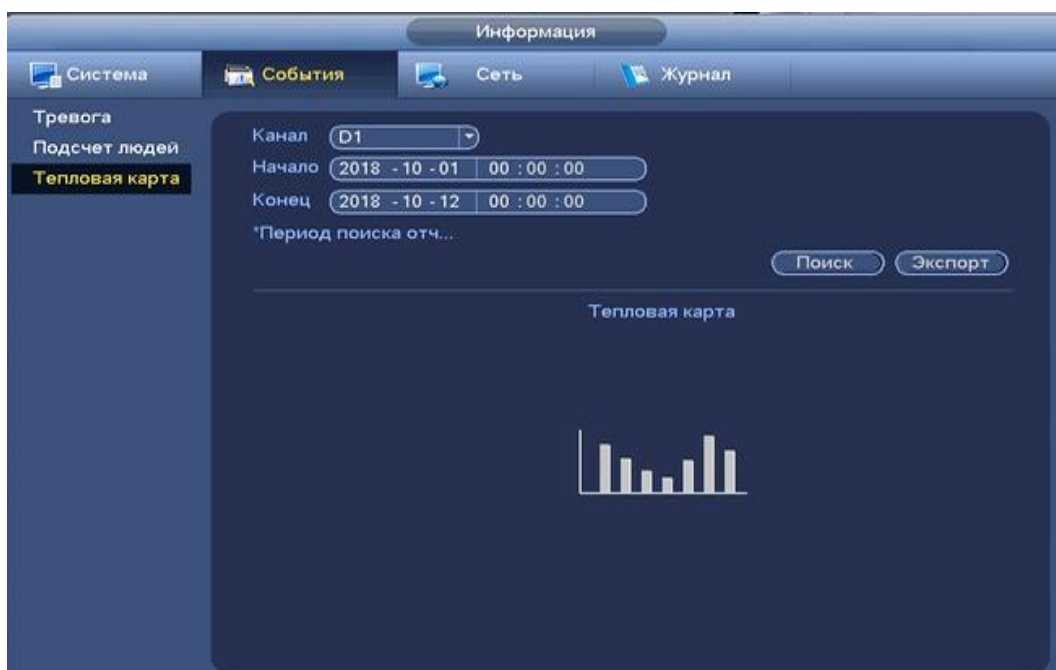 Информация
Система События Сеть Журнал
Тревога
Подсчет людей
Тепловая карта
Канал D1
Начало 2018 - 10 - 01 00 : 00 : 00
Конец 2018 - 10 - 12 00 : 00 : 00
*Период поиска отч...
Поиск Экспорт
Тепловая карта